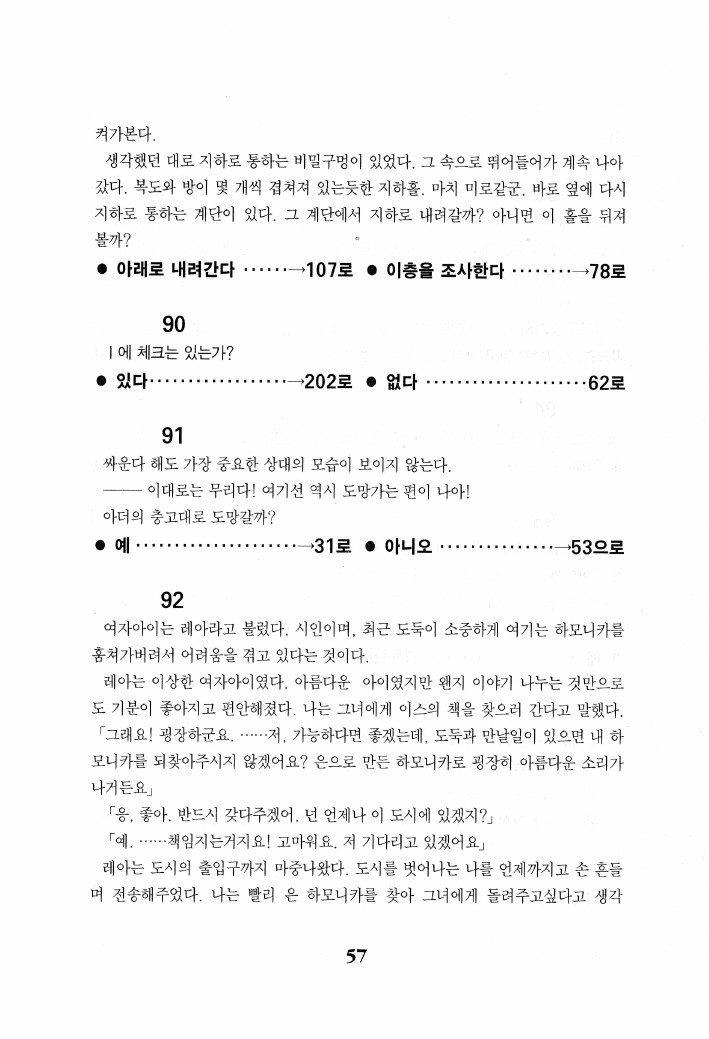 켜가본다.
생각했던 대로 지하로 통하는 비밀구멍이 있었다. 그 속으로 뛰어들어가 계속 나아
갔다. 복도와 방이 몇 개씩 겹쳐져 있는듯한 지하홀. 마치 미로같군. 바로 옆에 다시
지하로 통하는 계단이 있다. 그 계단에서 지하로 내려갈까? 아니면 이 홀을 뒤져
볼까?
● 아래로 내려간다 ······→107로 ● 이층을 조사한다 ········→78로
90
I 에 체크는 있는가?
● 있다··················→202로 ● 없다 ·····················62로
91
싸운다 해도 가장 중요한 상대의 모습이 보이지 않는다.
─── 이대로는 무리다! 여기선 역시 도망가는 편이 나아!
아더의 충고대로 도망갈까?
● 예 ·····················→31로 ● 아니오 ···············→53으로
92
여자아이는 레아라고 불렀다. 시인이며, 최근 도둑이 소중하게 여기는 하모니카를
훔쳐가버려서 어려움을 겪고 있다는 것이다.
레아는 이상한 여자아이였다. 아름다운 아이였지만 왠지 이야기 나누는 것만으로
도 기분이 좋아지고 편안해졌다. 나는 그녀에게 이스의 책을 찾으러 간다고 말했다.
「그래요! 굉장하군요. ······저, 가능하다면 좋겠는데, 도둑과 만날일이 있으면 내 하
모니카를 되찾아주시지 않겠어요? 은으로 만든 하모니카로 굉장히 아름다운 소리가
나거든요」
「응, 좋아. 반드시 갖다주겠어. 넌 언제나 이 도시에 있겠지?」
「예. ······책임지는거지요! 고마워요. 저 기다리고 있겠어요」
레아는 도시의 출입구까지 마중나왔다. 도시를 벗어나는 나를 언제까지고 손 흔들
며 전송해주었다. 나는 빨리 은 하모니카를 찾아 그녀에게 돌려주고싶다고 생각
57